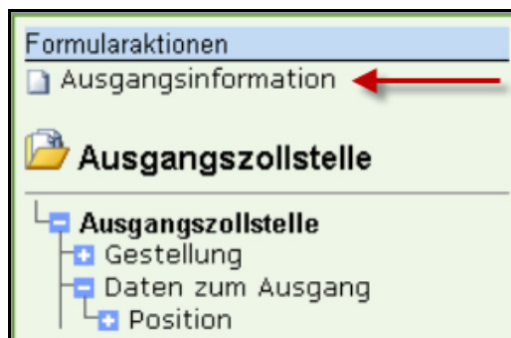 Formularaktionen
Ausgangsinformation
Ausgangszollstelle
Ausgangszollstelle
Gestellung
Daten zum Ausgang
Position